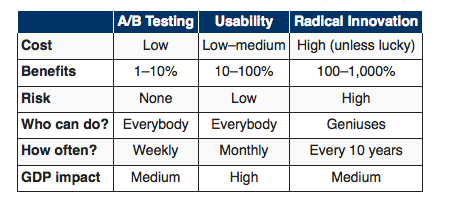 A/B Testing Usability Radical Innovation
Cost Low Low–medium High (unless lucky)
Benefits 1–10% 10–100% 100–1,000%
Risk None Low High
Who can do? Everybody Everybody Geniuses
How often? Weekly Monthly Every 10 years
GDP impact Medium High Medium